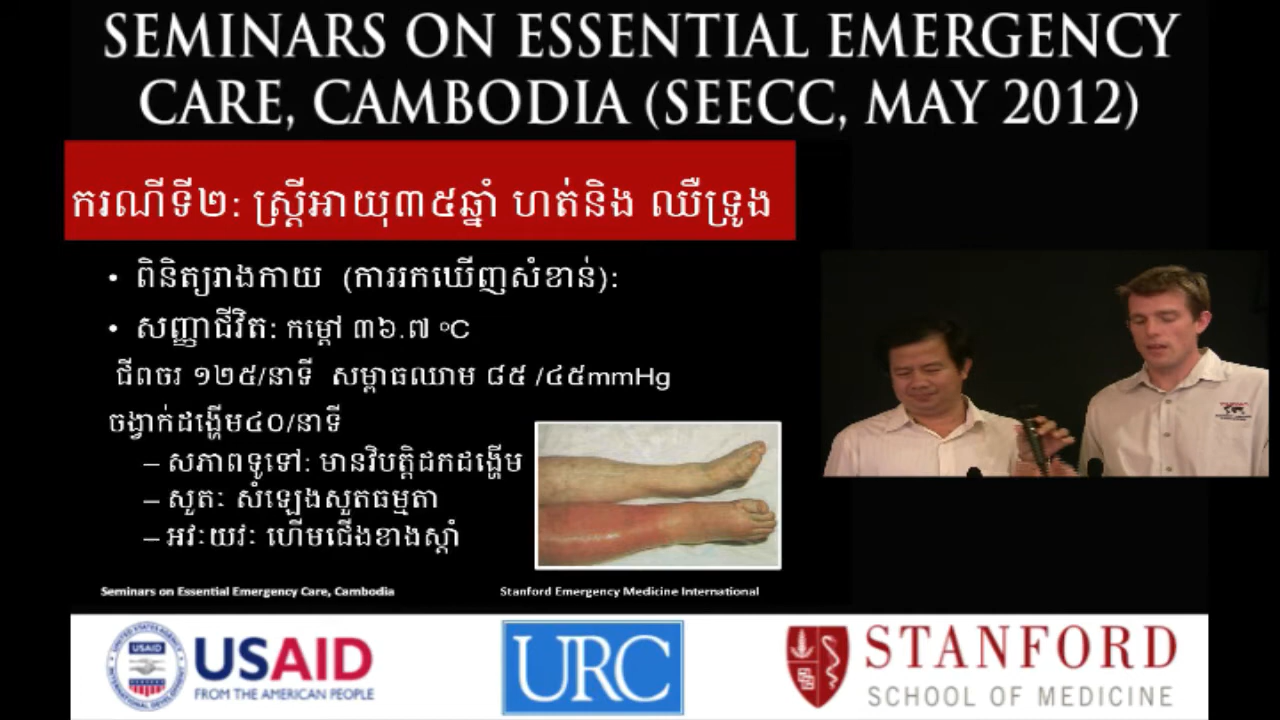 SEMINARS ON ESSENTIAL EMERGENCY
CARE, CAMBODIA (SEECC, MAY 2012)
ករណីទី២: ស្ត្រីអាយុ៣៥ឆ្នាំ ហត់និង ឈឺទ្រូង
• ពិនិត្យរាងកាយ (ការរកឃើញសំខាន់):
• សញ្ញាជីវិត: កម្តៅ ៣៦.៧ °C
ជីពចរ ១២៥/នាទី សម្ពាធឈាម ៨៥ /៤៥mmHg
ចង្វាក់ដង្ហើម៤០/នាទី
– សភាពទូទៅ: មានវិបត្តិដកដង្ហើម
– សួតៈ សំឡេងសួតធម្មតា
– អវៈយវៈ ហើមជើងខាងស្តាំ
Seminars on Essential Emergency Care, Cambodia
Stanford Emergency Medicine International
UNITED STATES AGENCY
INTERNATIONAL DEVELOPMENT
USAID
USAID
FROM THE AMERICAN PEOPLE
URC
STANFORD
SCHOOL OF MEDICINE